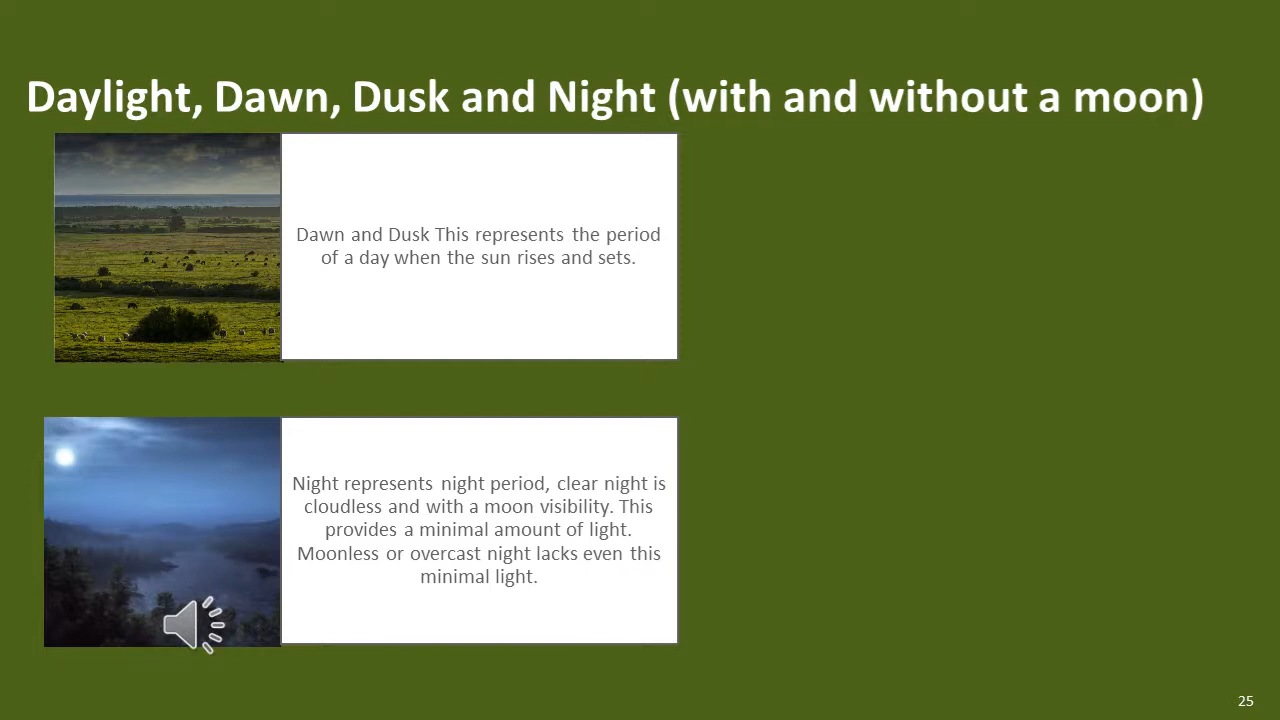 Daylight, Dawn, Dusk and Night (with and without a moon)
Dawn and Dusk This represents the period
of a day when the sun rises and sets.
Night represents night period, clear night is
cloudless and with a moon visibility. This
provides a minimal amount of light.
Moonless or overcast night lacks even this
minimal light.
25